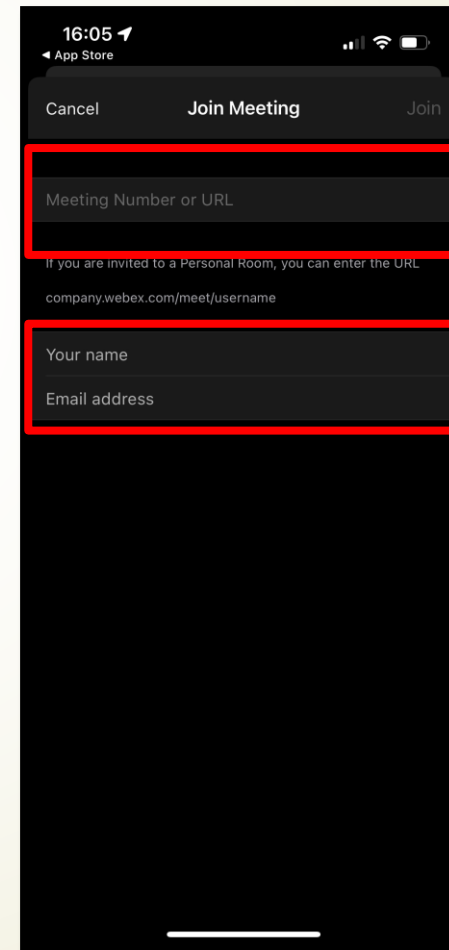 16:05
◀ App Store
Cancel Join Meeting Join
Meeting Number or URL
If you are invited to a Personal Room, you can enter the URL
company.webex.com/meet/username
Your name
Email address